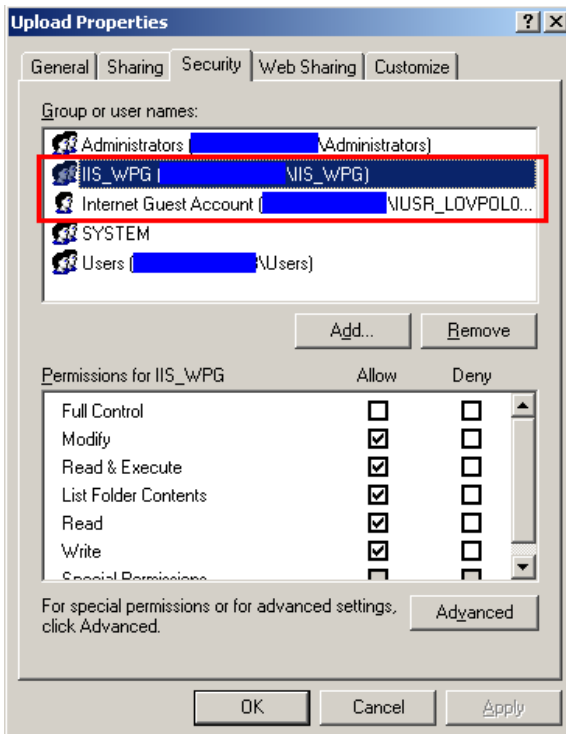 Upload Properties
General Sharing Security Web Sharing Customize
Group or user names:
Administrators ( \Administrators)
IIS_WPG ( \IIS_WPG)
Internet Guest Account ( \IUSR_LOVPOL0...
SYSTEM
Users ( \Users)
Add... Remove
Permissions for IIS_WPG Allow Deny
Full Control
Modify
Read & Execute
List Folder Contents
Read
Write
Special Permissions
For special permissions or for advanced settings, Advanced
click Advanced.
OK Cancel Apply